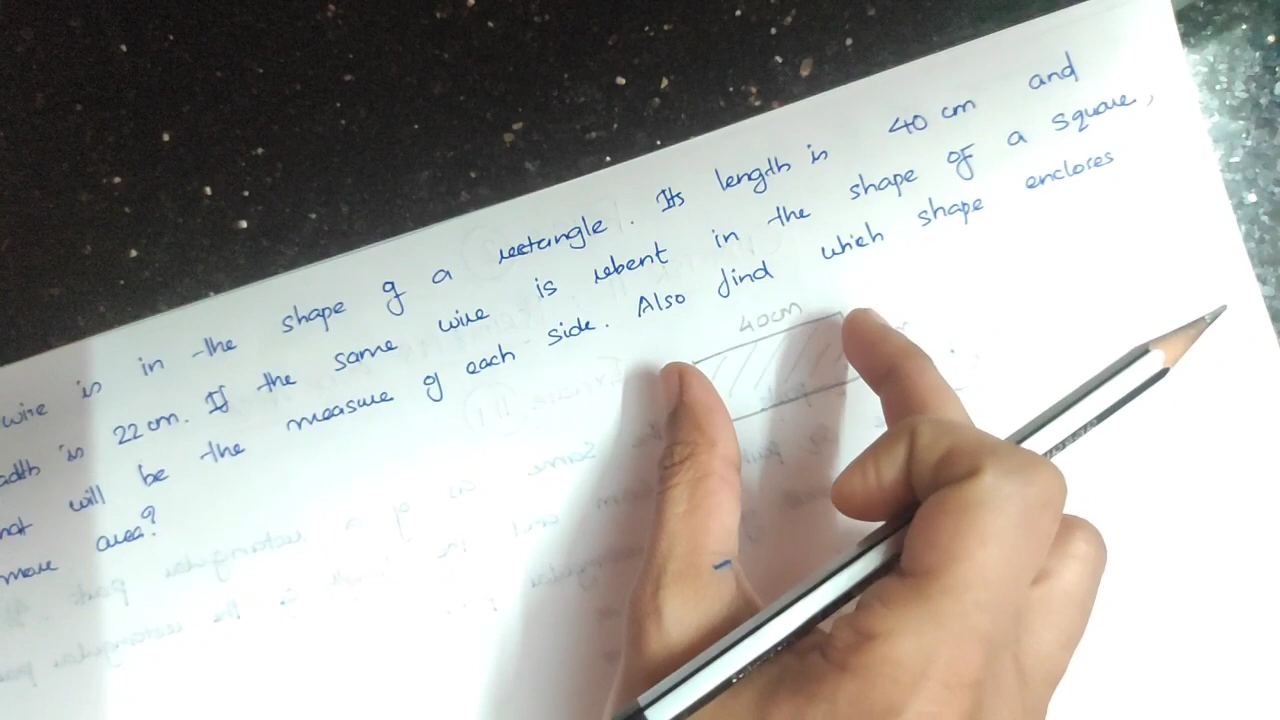 wire is in the shape of a rectangle. Its length is 40 cm and
is 22 cm. If the same wire is rebent in the shape of a square,
will be the measure of each side. Also find which shape encloses
more area?
40cm